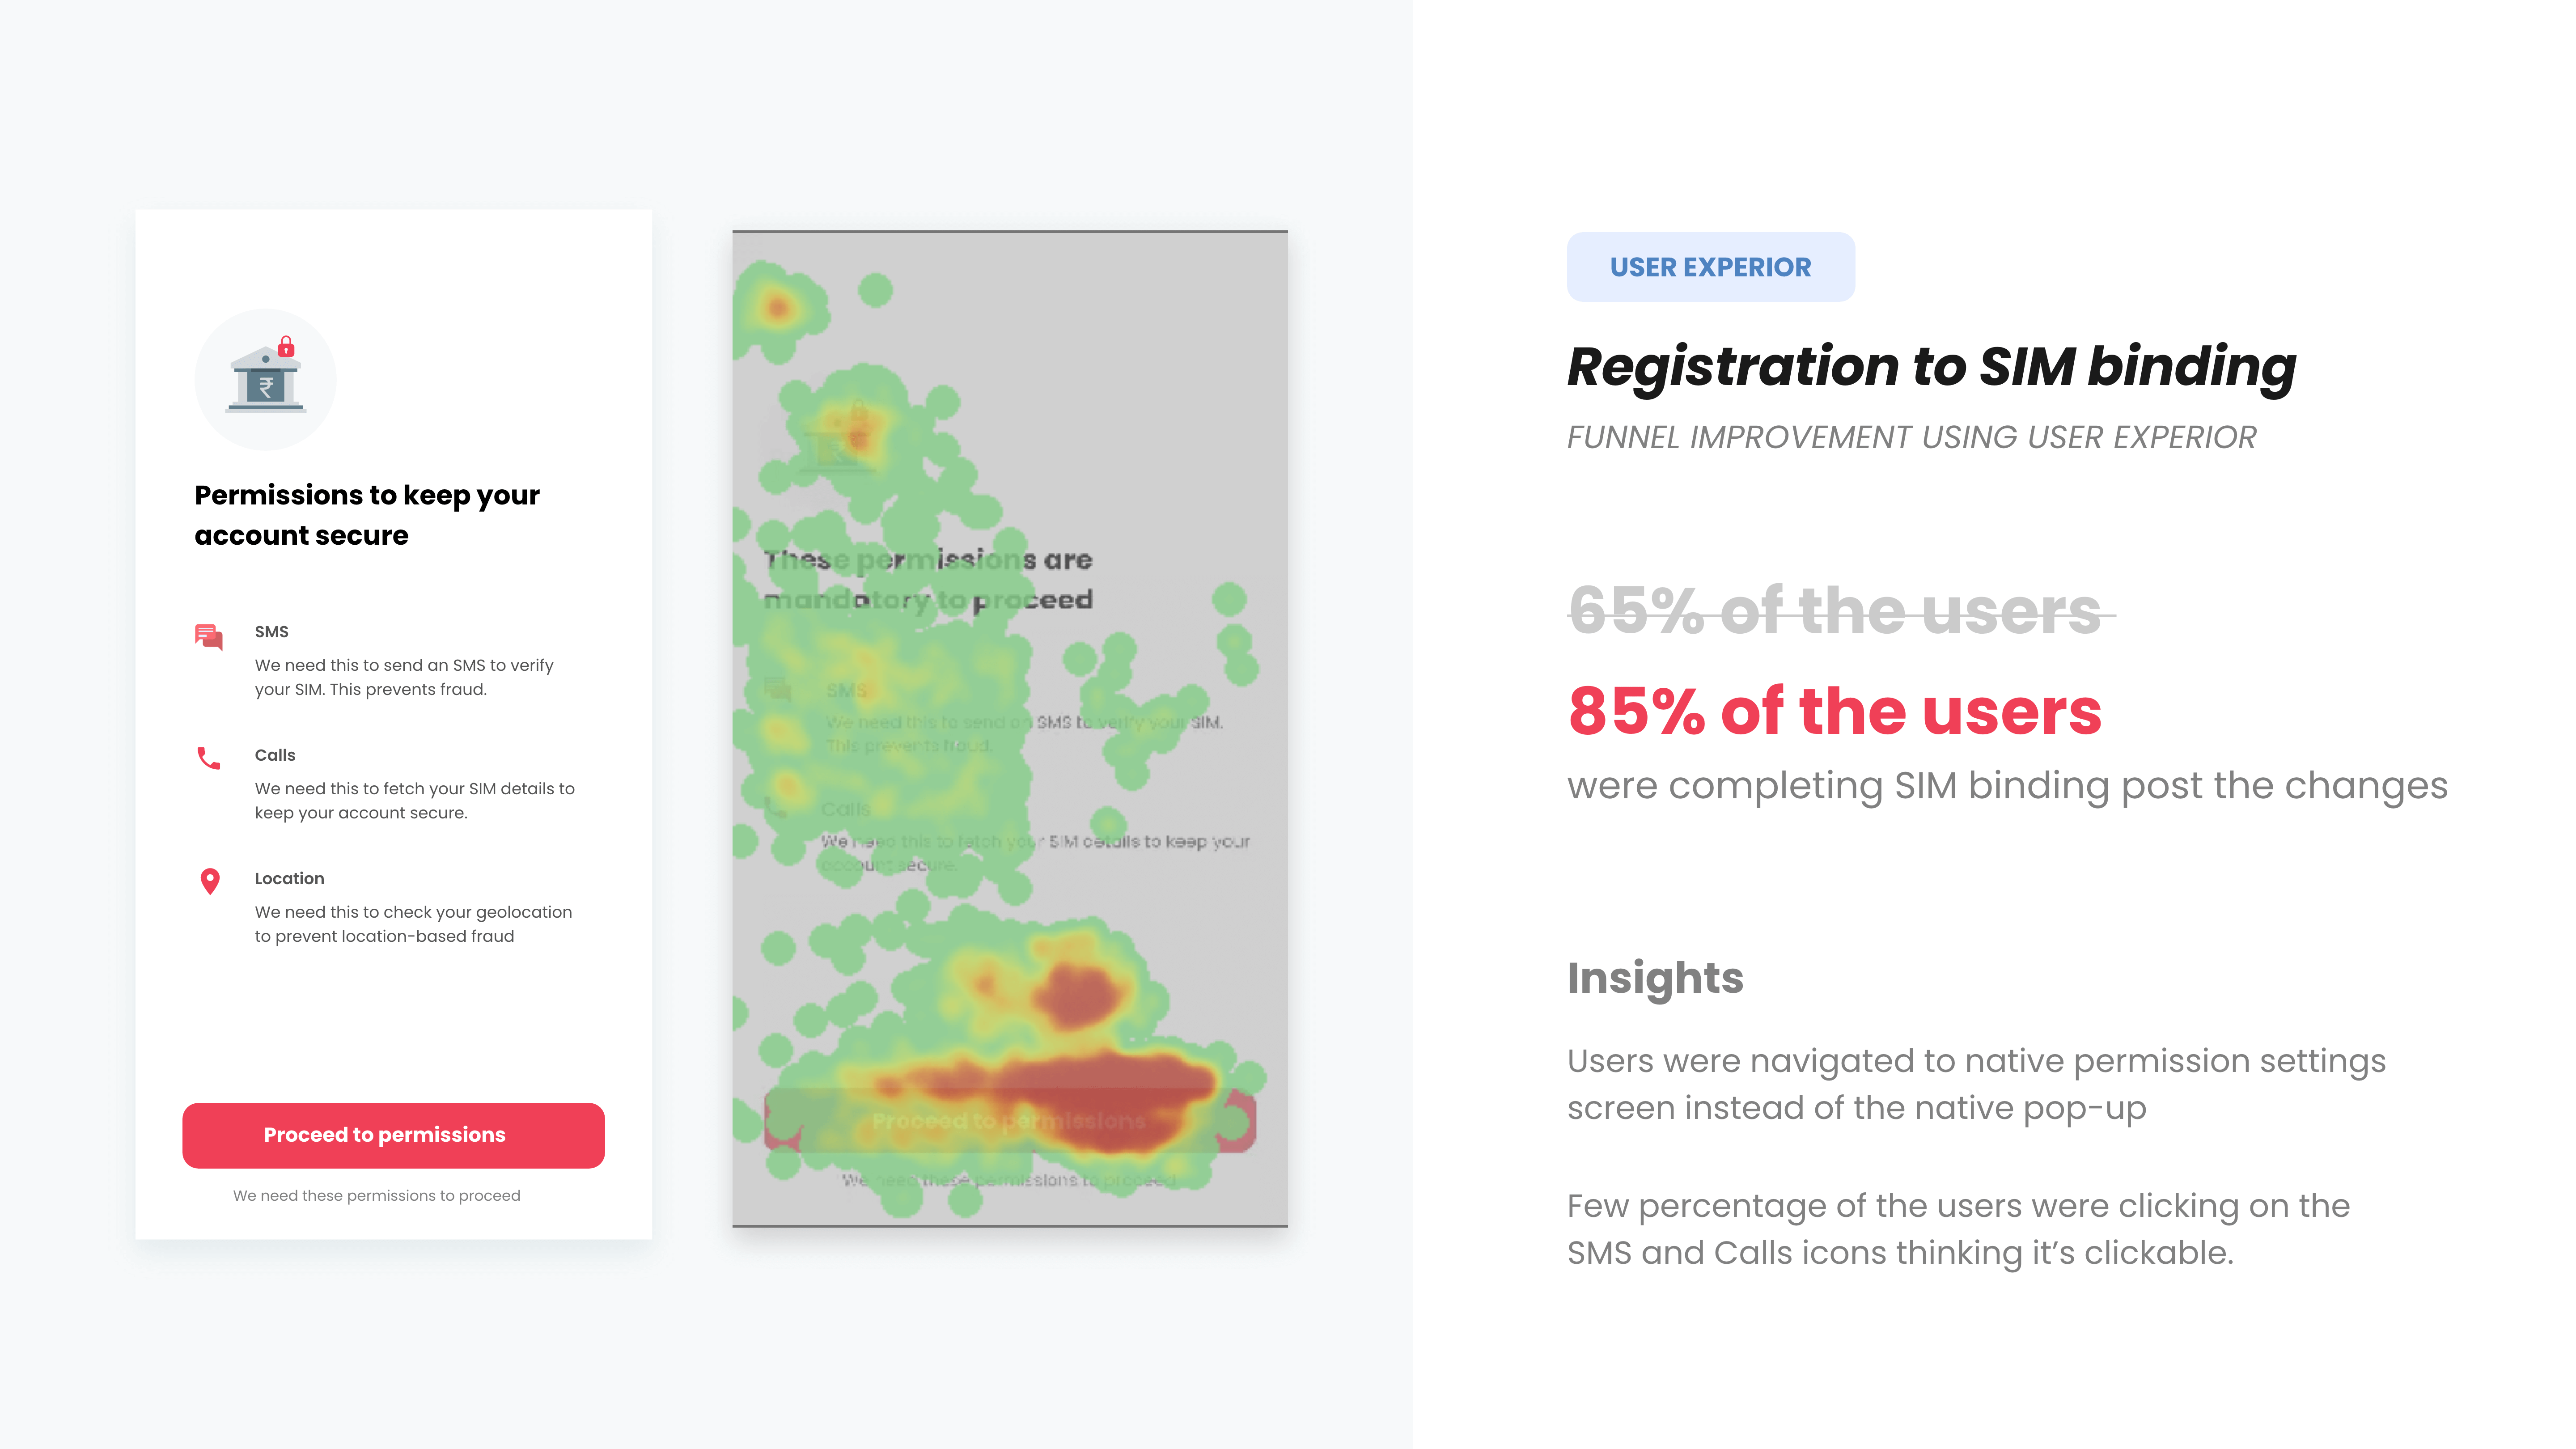 ₹
Permissions to keep your
account secure
SMS
We need this to send an SMS to verify
your SIM. This prevents fraud.
Calls
We need this to fetch your SIM details to
keep your account secure.
Location
We need this to check your geolocation
to prevent location-based fraud
Proceed to permissions
We need these permissions to proceed
₹
These permissions are
mandatory to proceed
SMS
We need this to send an SMS to verify your SIM.
This prevents fraud.
Calls
We need this to fetch your SIM details to keep your
account secure.
Proceed to permissions
We need these permissions to proceed
USER EXPERIOR
Registration to SIM binding
FUNNEL IMPROVEMENT USING USER EXPERIOR
65% of the users
85% of the users
were completing SIM binding post the changes
Insights
Users were navigated to native permission settings
screen instead of the native pop-up
Few percentage of the users were clicking on the
SMS and Calls icons thinking it’s clickable.